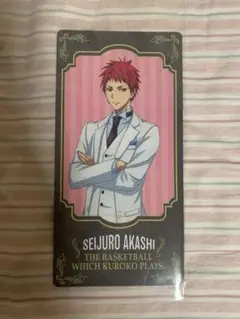 SEIJURO AKASHI
THE BASKETBALL
WHICH KUROKO PLAYS.